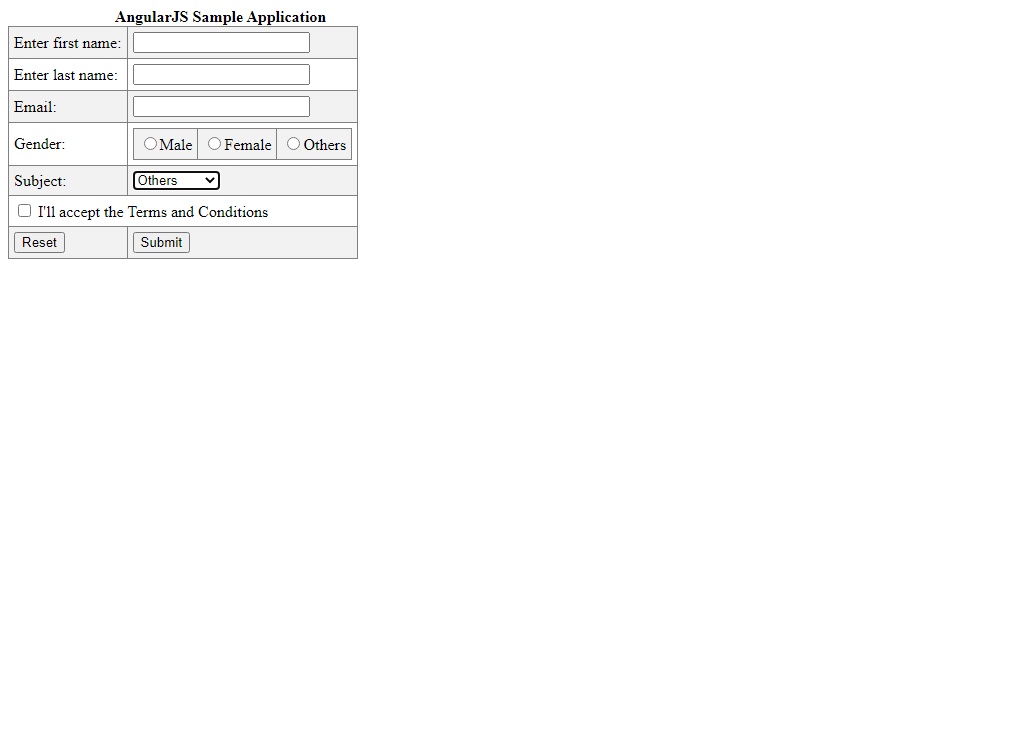 AngularJS Sample Application
Enter first name:
Enter last name:
Email:
Gender: Male Female Others
Subject: Others
I'll accept the Terms and Conditions
Reset Submit